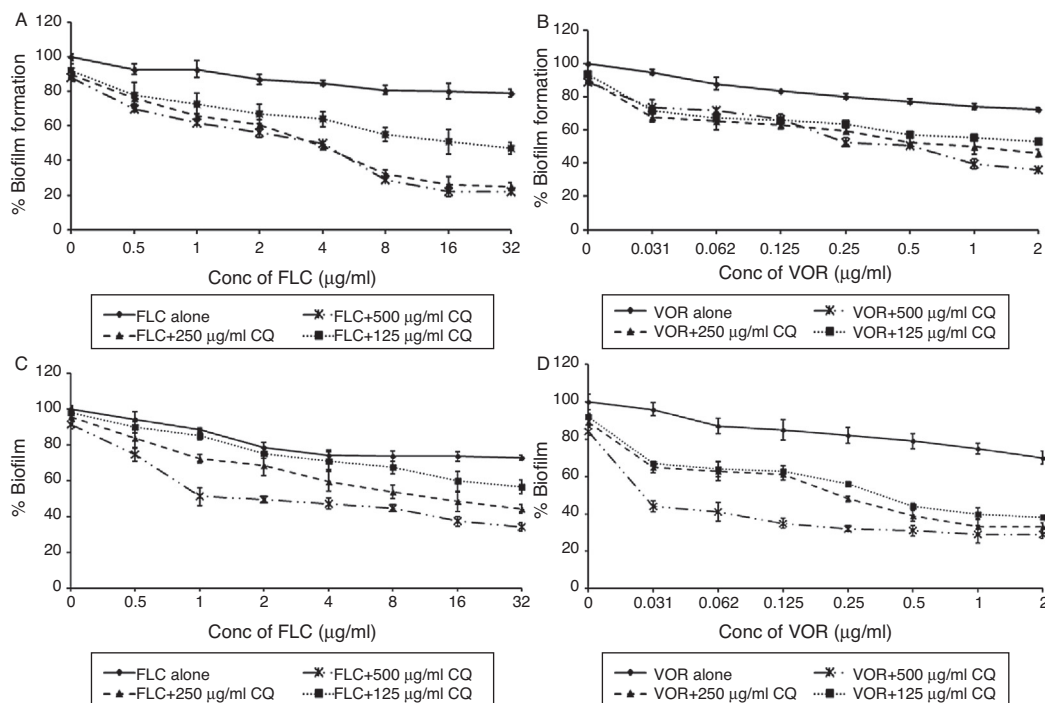 A
120
100
80
60
40
20
0
% Biofilm formation
0 0.5 1 2 4 8 16 32
Conc of FLC (μg/ml)
FLC alone FLC+500 μg/ml CQ
FLC+250 μg/ml CQ FLC+125 μg/ml CQ
B
120
100
80
60
40
20
0
% Biofilm formation
0 0.031 0.062 0.125 0.25 0.5 1 2
Conc of VOR (μg/ml)
VOR alone VOR+500 μg/ml CQ
VOR+250 μg/ml CQ VOR+125 μg/ml CQ
C
120
100
80
60
40
20
0
% Biofilm
0 0.5 1 2 4 8 16 32
Conc of FLC (μg/ml)
FLC alone FLC+500 μg/ml CQ
FLC+250 μg/ml CQ FLC+125 μg/ml CQ
D
120
100
80
60
40
20
0
% Biofilm
0 0.031 0.062 0.125 0.25 0.5 1 2
Conc of VOR (μg/ml)
VOR alone VOR+500 μg/ml CQ
VOR+250 μg/ml CQ VOR+125 μg/ml CQ